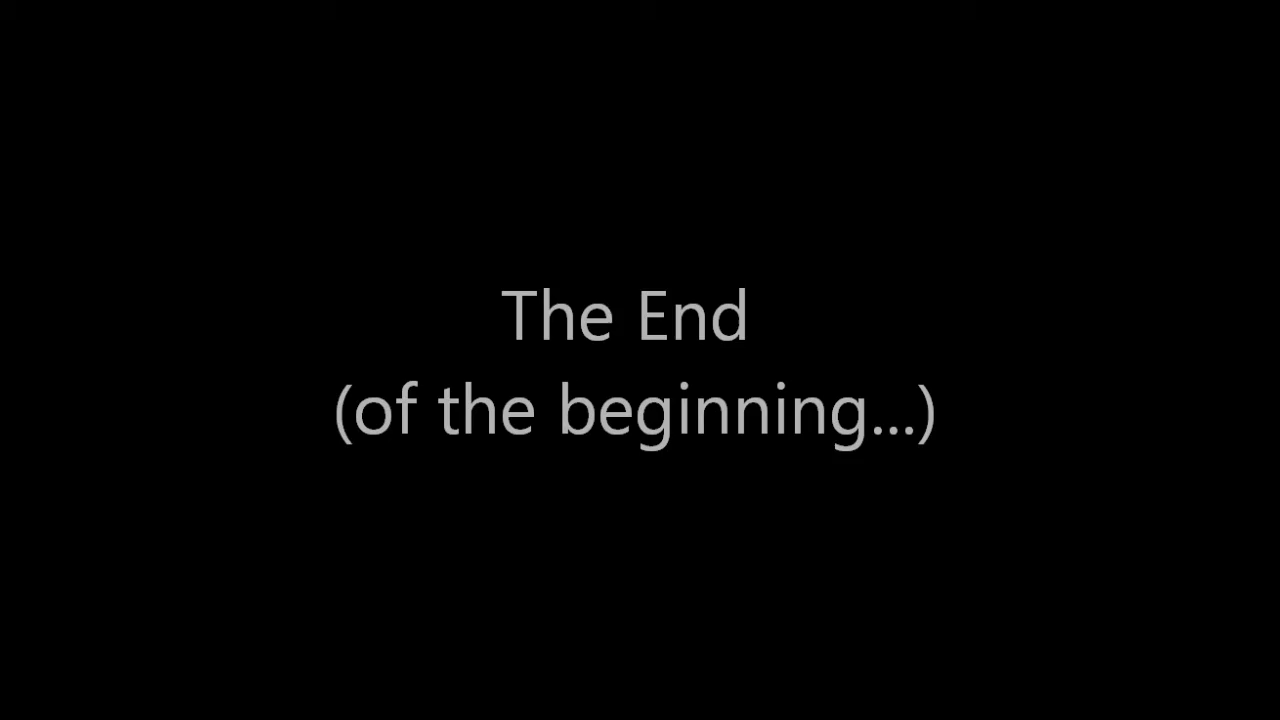 The End
(of the beginning...)